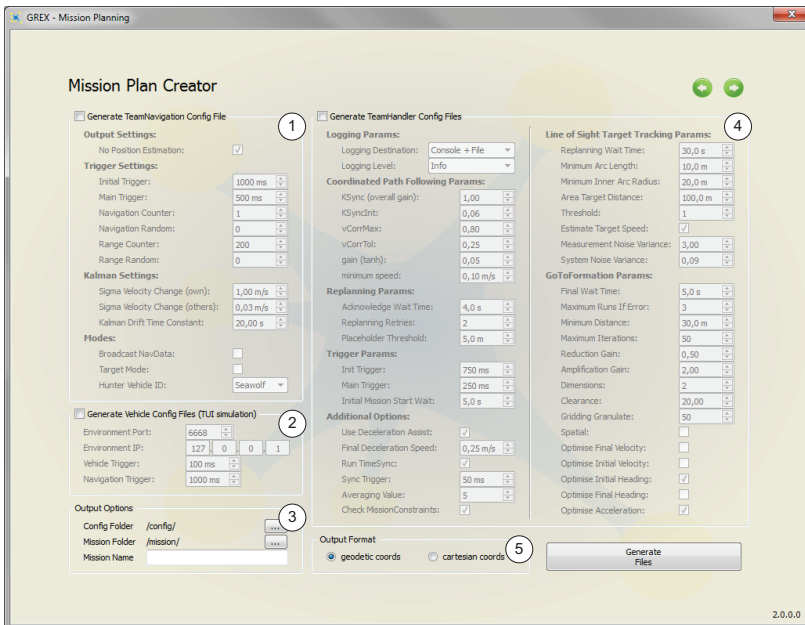 GREX - Mission Planning
Mission Plan Creator
Generate TeamNavigation Config File
1
Output Settings:
No Position Estimation:
Trigger Settings:
Initial Trigger: 1000 ms
Main Trigger: 500 ms
Navigation Counter: 1
Navigation Random: 0
Range Counter: 200
Range Random: 0
Kalman Settings:
Sigma Velocity Change (own): 1,00 m/s
Sigma Velocity Change (others): 0,03 m/s
Kalman Drift Time Constant: 20,00 s
Modes:
Broadcast NavData:
Target Mode:
Hunter Vehicle ID: Seawolf
Generate Vehicle Config Files (TUI simulation)
2
Environment Port: 6668
Environment IP: 127 . 0 . 0 . 1
Vehicle Trigger: 100 ms
Navigation Trigger: 1000 ms
Output Options
3
Config Folder /config/ ...
Mission Folder /mission/ ...
Mission Name
Generate TeamHandler Config Files
4
Logging Params:
Logging Destination: Console + File
Logging Level: Info
Coordinated Path Following Params:
KSync (overall gain): 1,00
KSyncInt: 0,06
vCorrMax: 0,80
vCorrTol: 0,25
gain (tanh): 0,05
minimum speed: 0,10 m/s
Replanning Params:
Acknowledge Wait Time: 4,0 s
Replanning Retries: 2
Placeholder Threshold: 5,0 m
Trigger Params:
Init Trigger: 750 ms
Main Trigger: 250 ms
Initial Mission Start Wait: 5,0 s
Additional Options:
Use Deceleration Assist:
Final Deceleration Speed: 0,25 m/s
Run TimeSync:
Sync Trigger: 50 ms
Averaging Value: 5
Check MissionConstraints:
Line of Sight Target Tracking Params:
Replanning Wait Time: 30,0 s
Minimum Arc Length: 10,0 m
Minimum Inner Arc Radius: 20,0 m
Area Target Distance: 100,0 m
Threshold: 1
Estimate Target Speed:
Measurement Noise Variance: 3,00
System Noise Variance: 0,09
GoToFormation Params:
Final Wait Time: 5,0 s
Maximum Runs If Error: 3
Minimum Distance: 30,0 m
Maximum Iterations: 50
Reduction Gain: 0,50
Amplification Gain: 2,00
Dimensions: 2
Clearance: 20,00
Gridding Granulate: 50
Spatial:
Optimise Final Velocity:
Optimise Initial Velocity:
Optimise Initial Heading:
Optimise Final Heading:
Optimise Acceleration:
Output Format
5
geodetic coords cartesian coords
Generate
Files
2.0.0.0